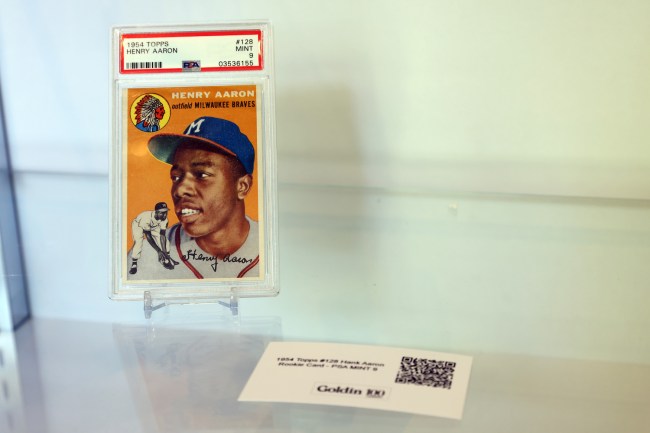 1954 TOPPS #128
HENRY AARON MINT
9
PSA 03536155
HENRY AARON
outfield MILWAUKEE BRAVES
M
Henry Aaron
1954 Topps #128 Hank Aaron
Rookie Card - PSA MINT 9
Goldin 100